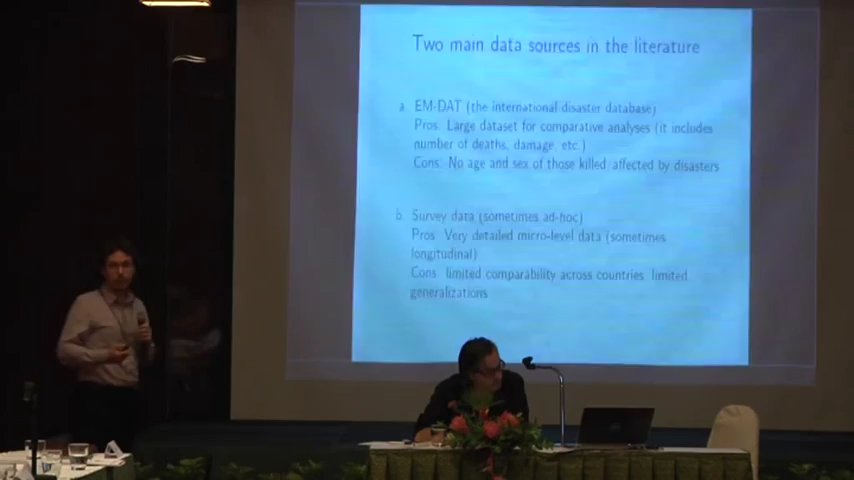 Two main data sources in the literature
a. EM-DAT (the international disaster database)
Pros: Large dataset for comparative analyses (it includes
number of deaths, damage, etc.)
Cons: No age and sex of those killed/affected by disasters
b. Survey data (sometimes ad-hoc)
Pros: Very detailed micro-level data (sometimes
longitudinal)
Cons: limited comparability across countries, limited
generalizations